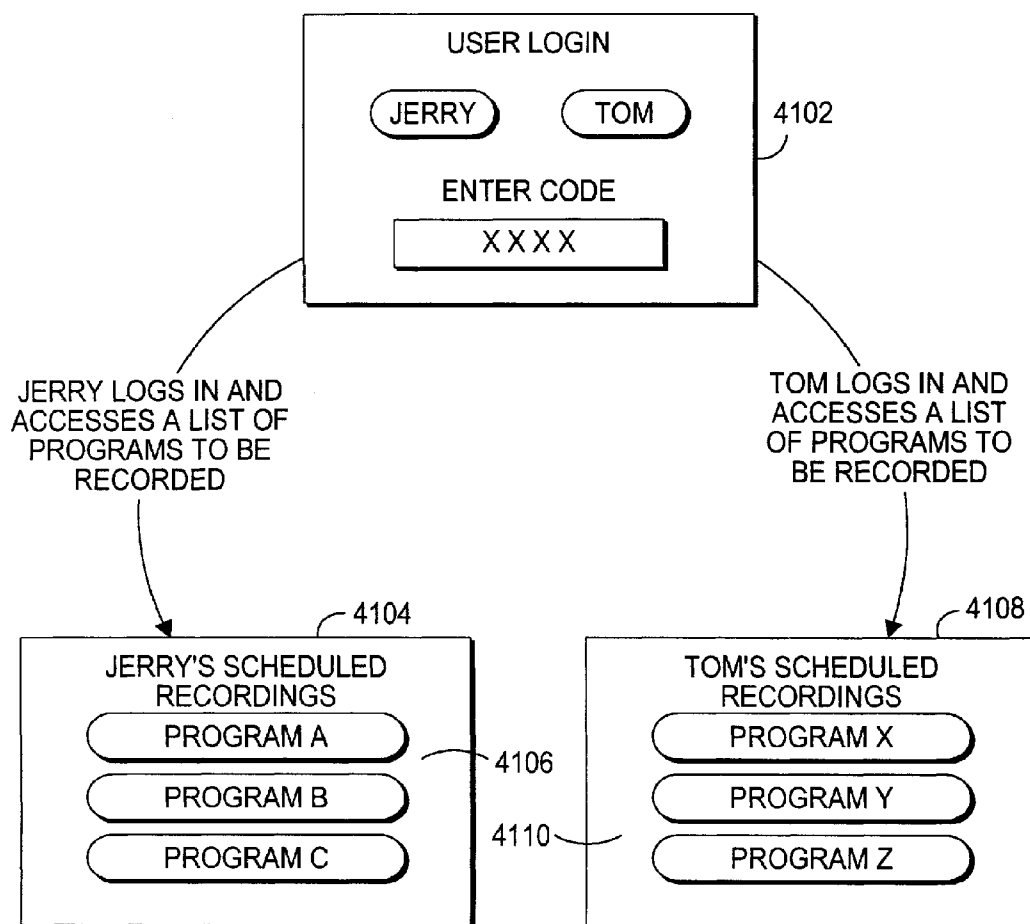 USER LOGIN
JERRY
TOM
4102
ENTER CODE
X X X X
JERRY LOGS IN AND
ACCESSES A LIST OF
PROGRAMS TO BE
RECORDED
TOM LOGS IN AND
ACCESSES A LIST
OF PROGRAMS TO
BE RECORDED
4104
JERRY'S SCHEDULED
RECORDINGS
PROGRAM A
4106
PROGRAM B
PROGRAM C
4108
TOM'S SCHEDULED
RECORDINGS
PROGRAM X
PROGRAM Y
4110
PROGRAM Z